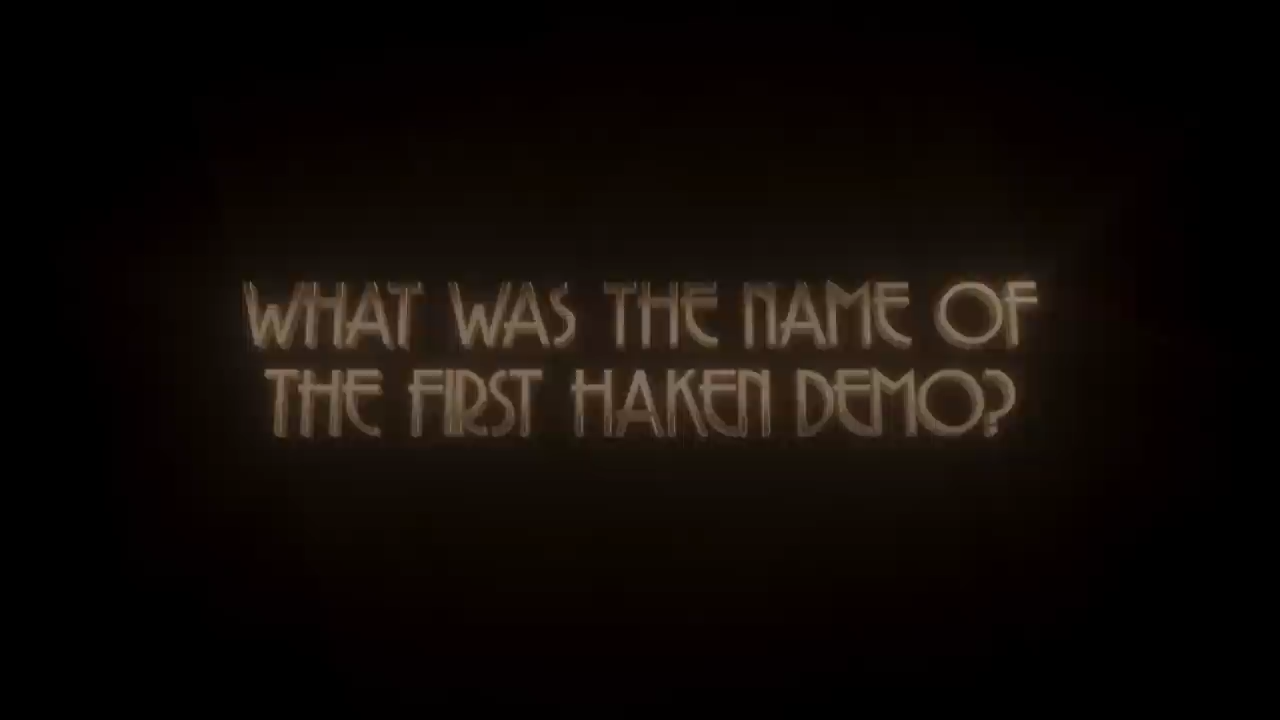 WHAT WAS THE NAME OF
THE FIRST HAKEN DEMO?